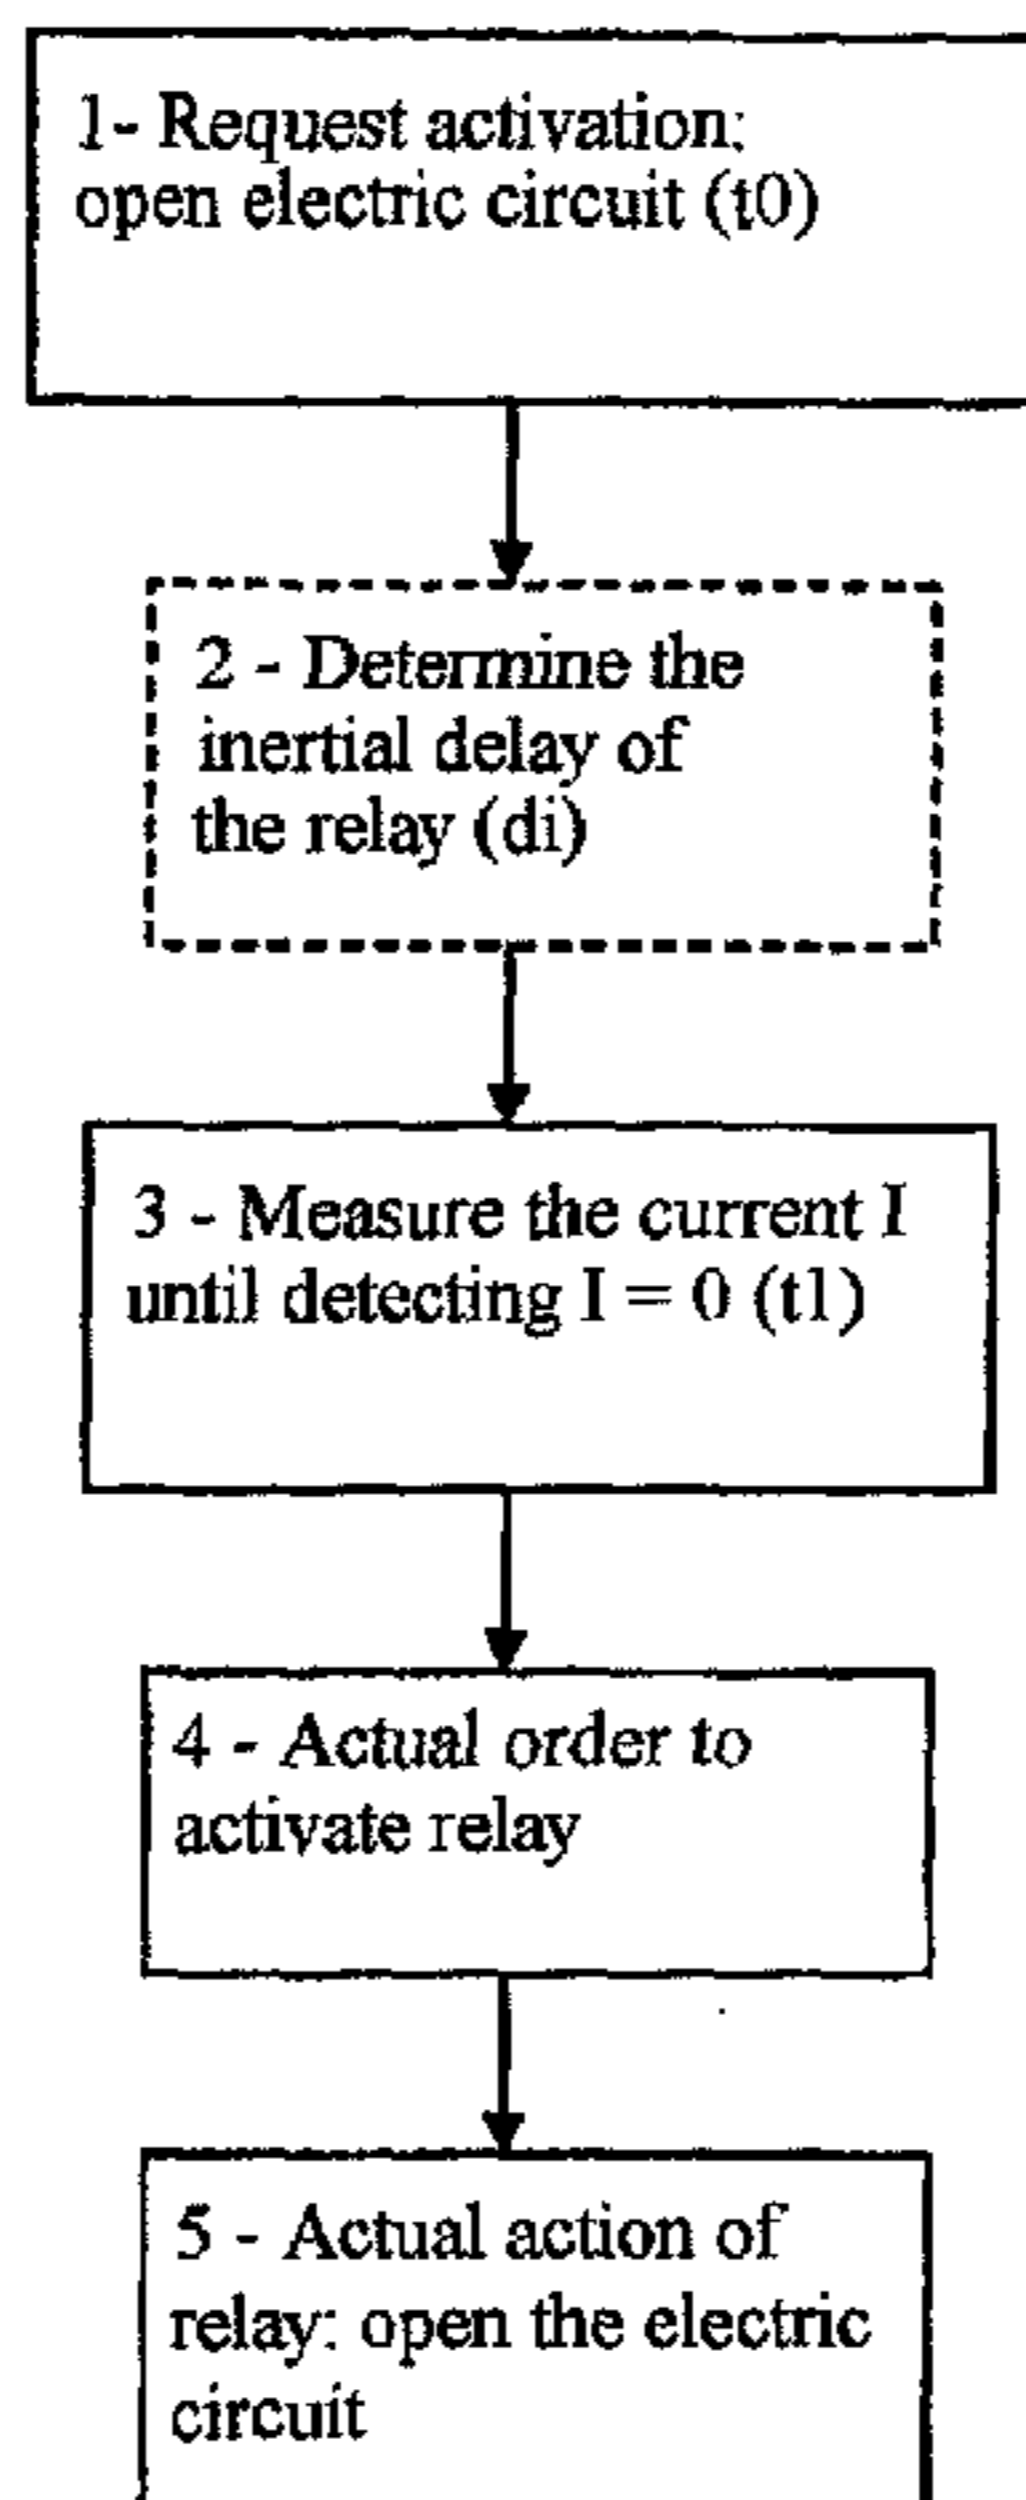 1- Request activation;
open electric circuit (t0)
2 - Determine the
inertial delay of
the relay (di)
3 - Measure the current I
until detecting I = 0 (t1)
4 - Actual order to
activate relay
5 - Actual action of
relay; open the electric
circuit